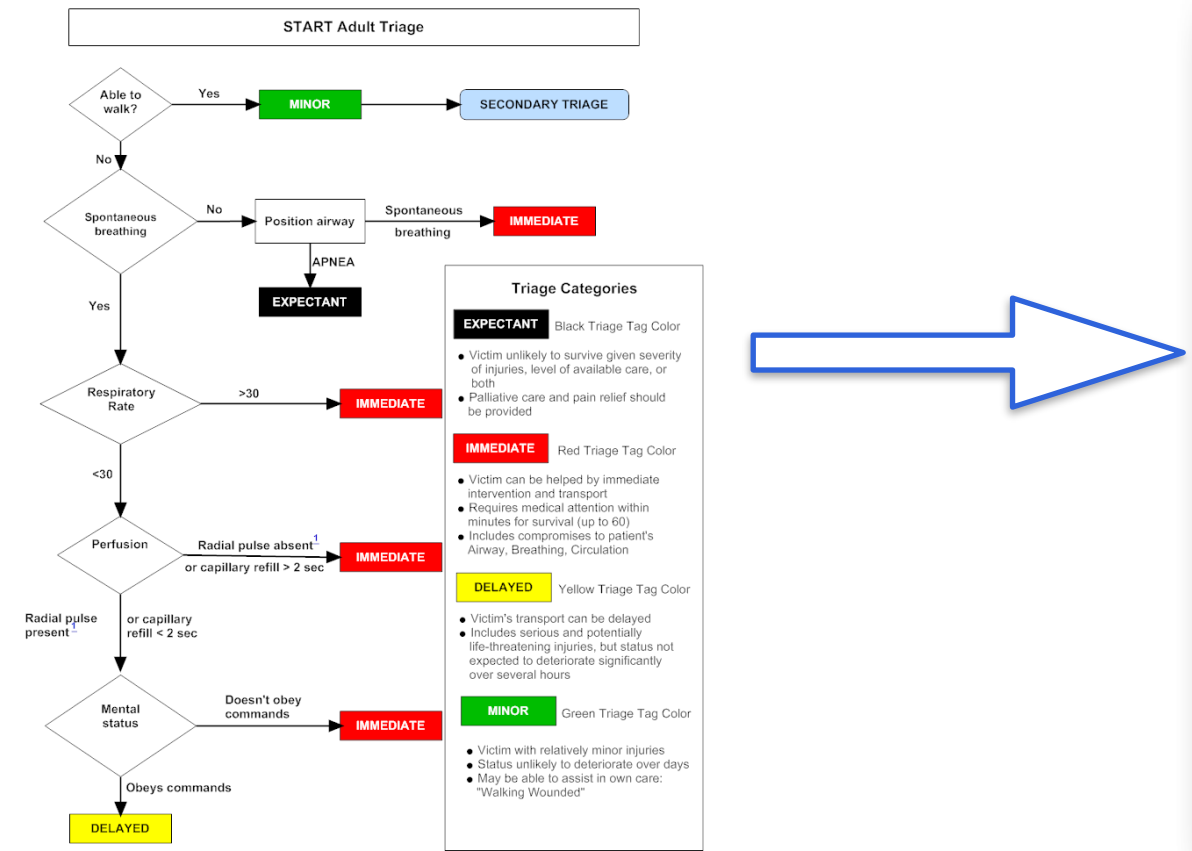 START Adult Triage
Able to
walk?
Yes
MINOR
SECONDARY TRIAGE
No
Spontaneous
breathing
No
Position airway
Spontaneous
breathing
IMMEDIATE
APNEA
EXPECTANT
Yes
Respiratory
Rate
>30
IMMEDIATE
<30
Perfusion
Radial pulse absent1
or capillary refill > 2 sec
IMMEDIATE
Radial pulse
present1
or capillary
refill < 2 sec
Mental
status
Doesn't obey
commands
IMMEDIATE
Obeys commands
DELAYED
Triage Categories
EXPECTANT Black Triage Tag Color
● Victim unlikely to survive given severity
of injuries, level of available care, or
both
● Palliative care and pain relief should
be provided
IMMEDIATE Red Triage Tag Color
● Victim can be helped by immediate
intervention and transport
● Requires medical attention within
minutes for survival (up to 60)
● Includes compromises to patient's
Airway, Breathing, Circulation
DELAYED Yellow Triage Tag Color
● Victim's transport can be delayed
● Includes serious and potentially
life-threatening injuries, but status not
expected to deteriorate significantly
over several hours
MINOR Green Triage Tag Color
● Victim with relatively minor injuries
● Status unlikely to deteriorate over days
● May be able to assist in own care:
"Walking Wounded"